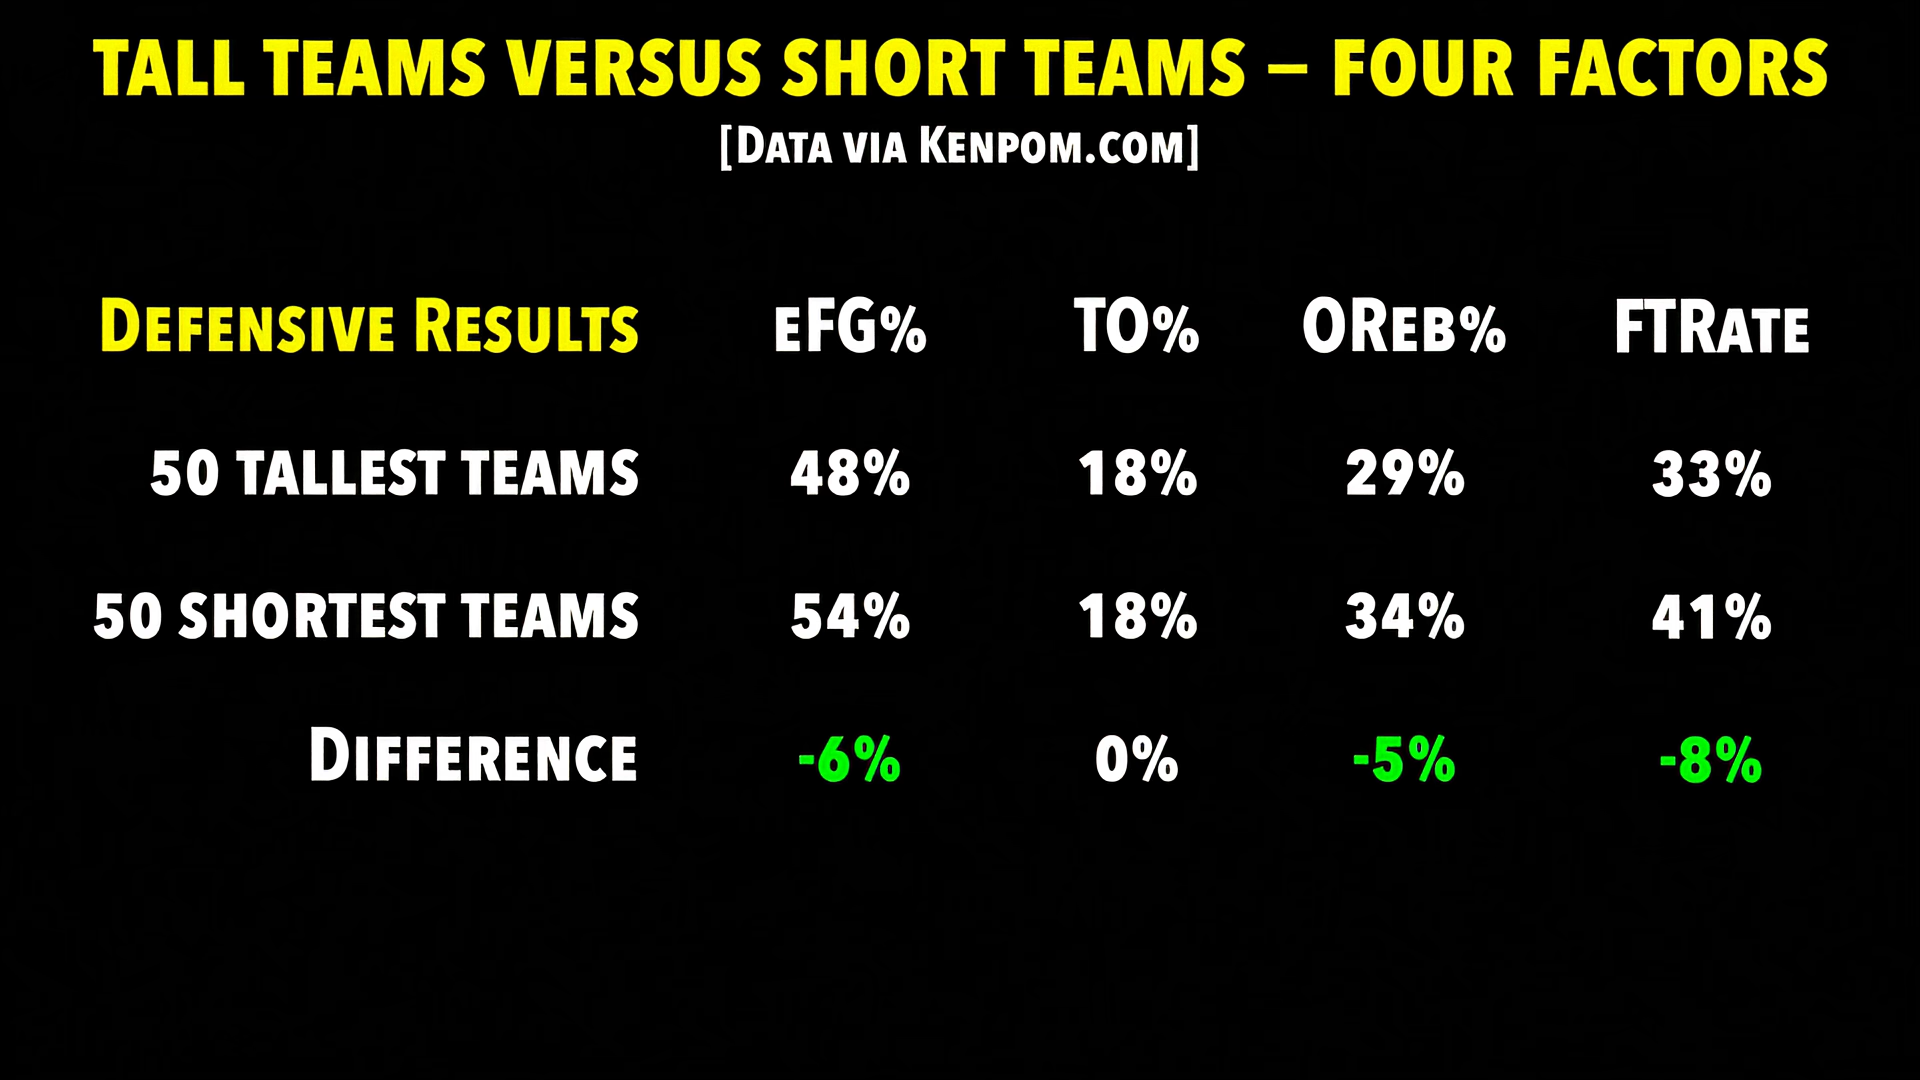 TALL TEAMS VERSUS SHORT TEAMS – FOUR FACTORS
[DATA VIA KENPOM.COM]
DEFENSIVE RESULTS eFG% TO% OREB% FTRATE
50 TALLEST TEAMS 48% 18% 29% 33%
50 SHORTEST TEAMS 54% 18% 34% 41%
DIFFERENCE -6% 0% -5% -8%